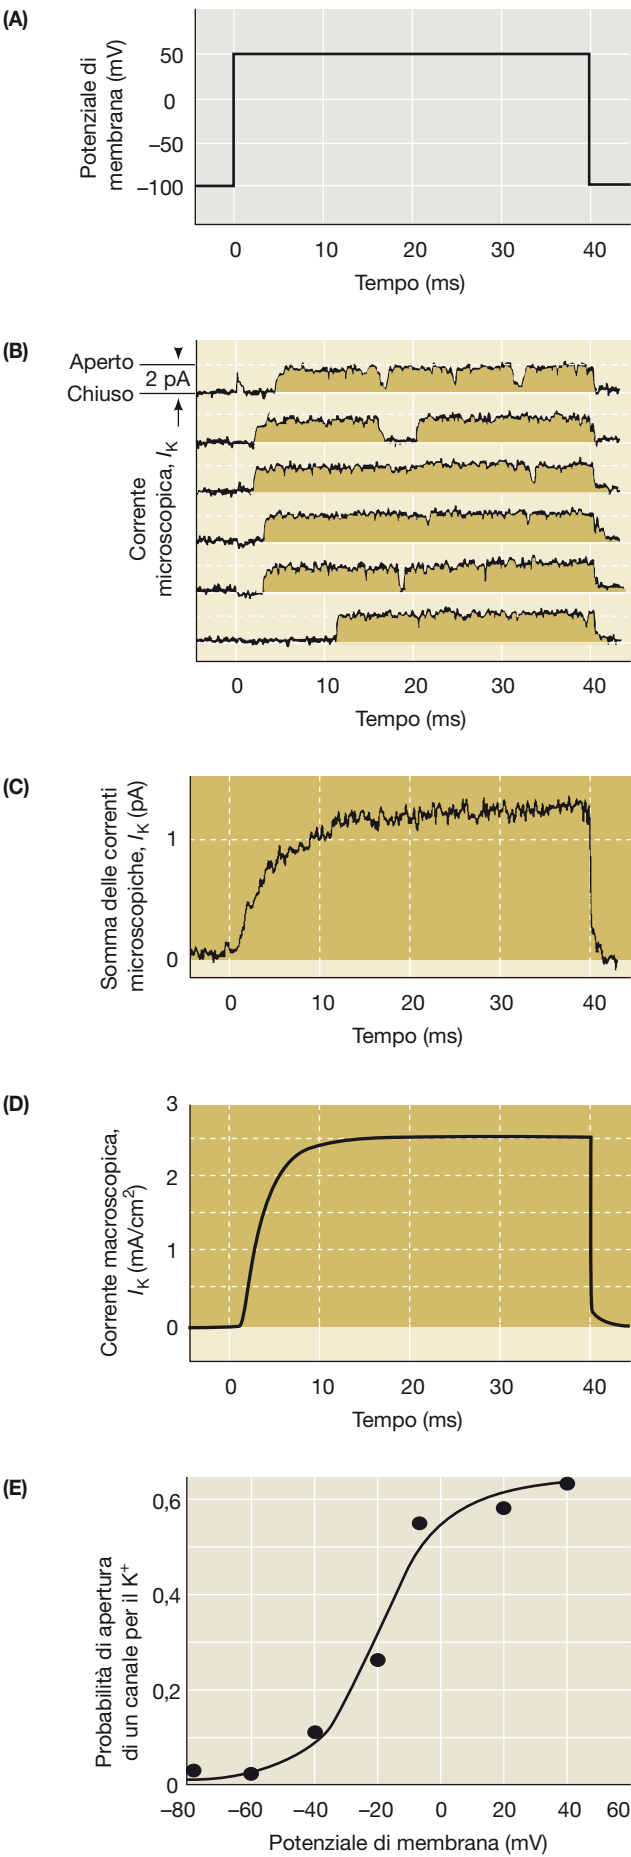 (A)
Potenziale di
membrana (mV)
50
0
–50
–100
0 10 20 30 40
Tempo (ms)
(B)
Aperto
2 pA
Chiuso
Corrente
microscopica, IK
0 10 20 30 40
Tempo (ms)
(C)
Somma delle correnti
microscopiche, IK (pA)
1
0
0 10 20 30 40
Tempo (ms)
(D)
Corrente macroscopica,
IK (mA/cm²)
3
2
1
0
0 10 20 30 40
Tempo (ms)
(E)
Probabilità di apertura
di un canale per il K⁺
0,6
0,4
0,2
0
–80 –60 –40 –20 0 20 40 60
Potenziale di membrana (mV)